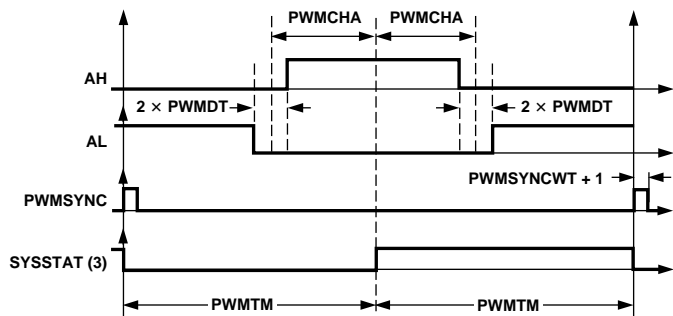 PWMCHA PWMCHA
AH
2 × PWMDT 2 × PWMDT
AL
PWMSYNCWT + 1
PWMSYNC
SYSSTAT (3)
PWMTM PWMTM